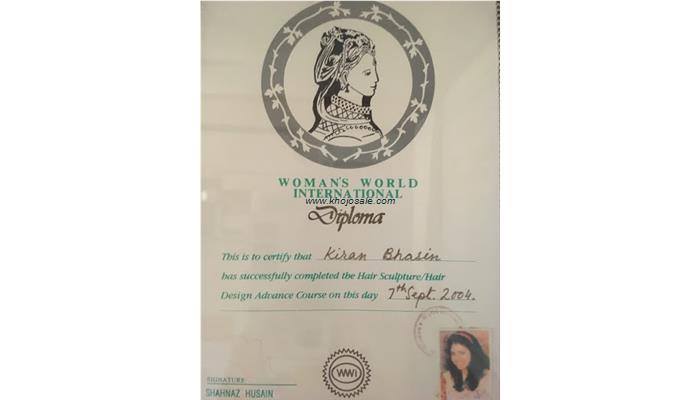 WOMAN'S WORLD
INTERNATIONAL
www.khojosale.com
Diploma
This is to certify that Kiran Bhasin
has successfully completed the Hair Sculpture/Hair
Design Advance Course on this day 7th Sept. 2004.
WWI
SIGNATURE
SHAHNAZ HUSAIN